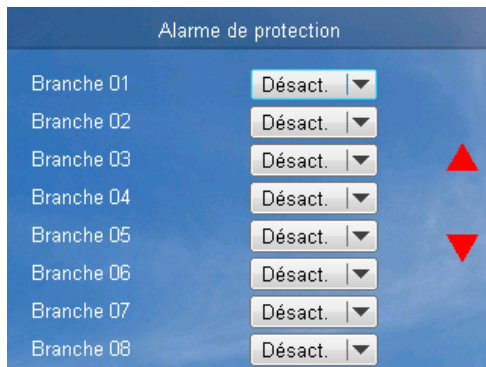 Alarme de protection
Branche 01 Désact.
Branche 02 Désact.
Branche 03 Désact.
Branche 04 Désact.
Branche 05 Désact.
Branche 06 Désact.
Branche 07 Désact.
Branche 08 Désact.